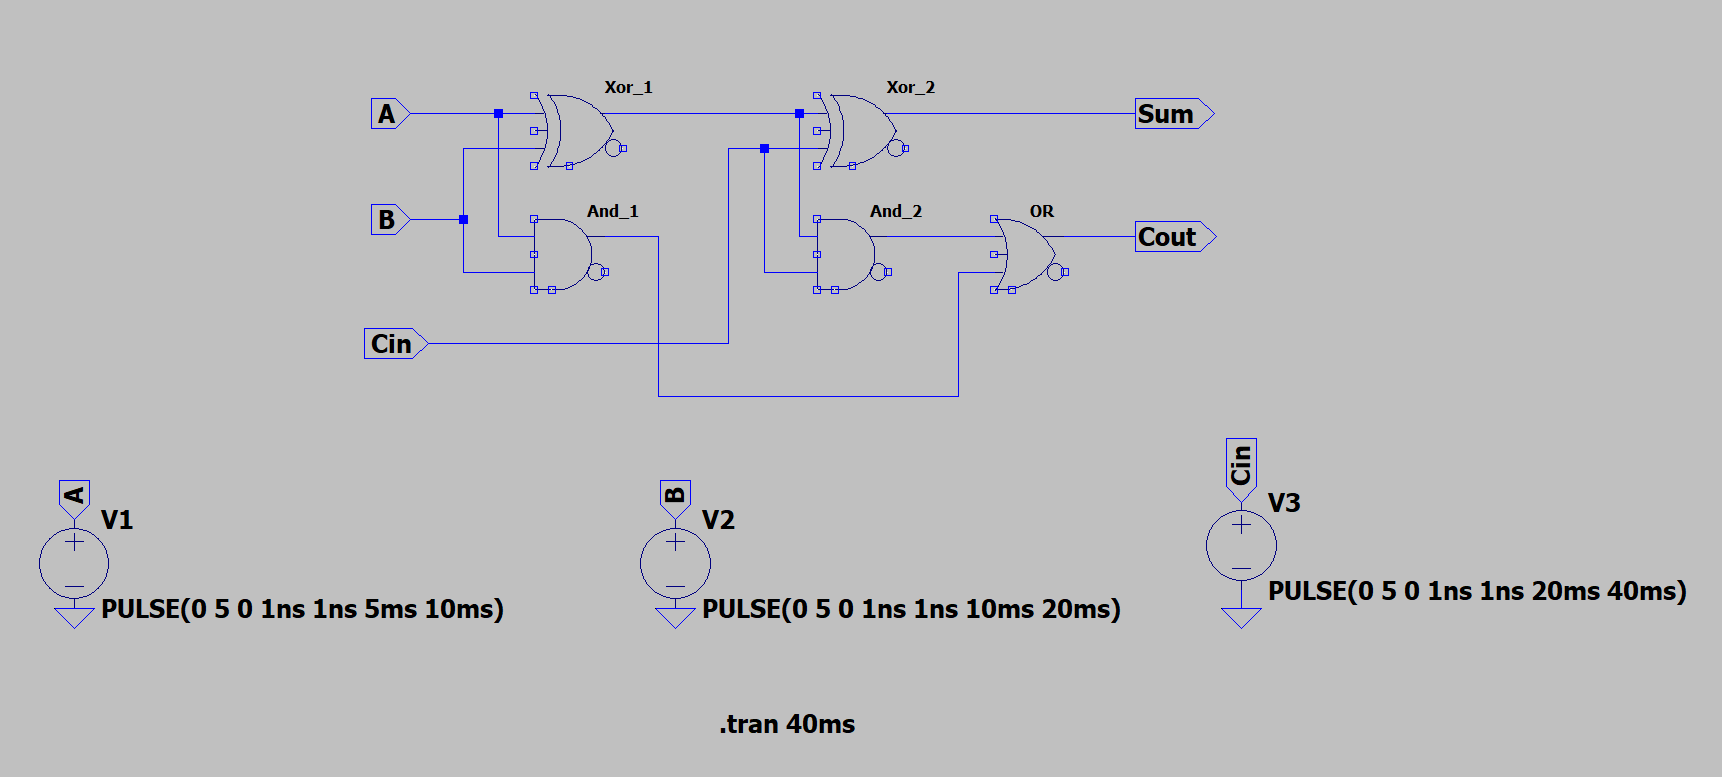 Xor_1
Xor_2
A
Sum
B
And_1
And_2
OR
Cout
Cin
A
V1
PULSE(0 5 0 1ns 1ns 5ms 10ms)
B
V2
PULSE(0 5 0 1ns 1ns 10ms 20ms)
Cin
V3
PULSE(0 5 0 1ns 1ns 20ms 40ms)
.tran 40ms